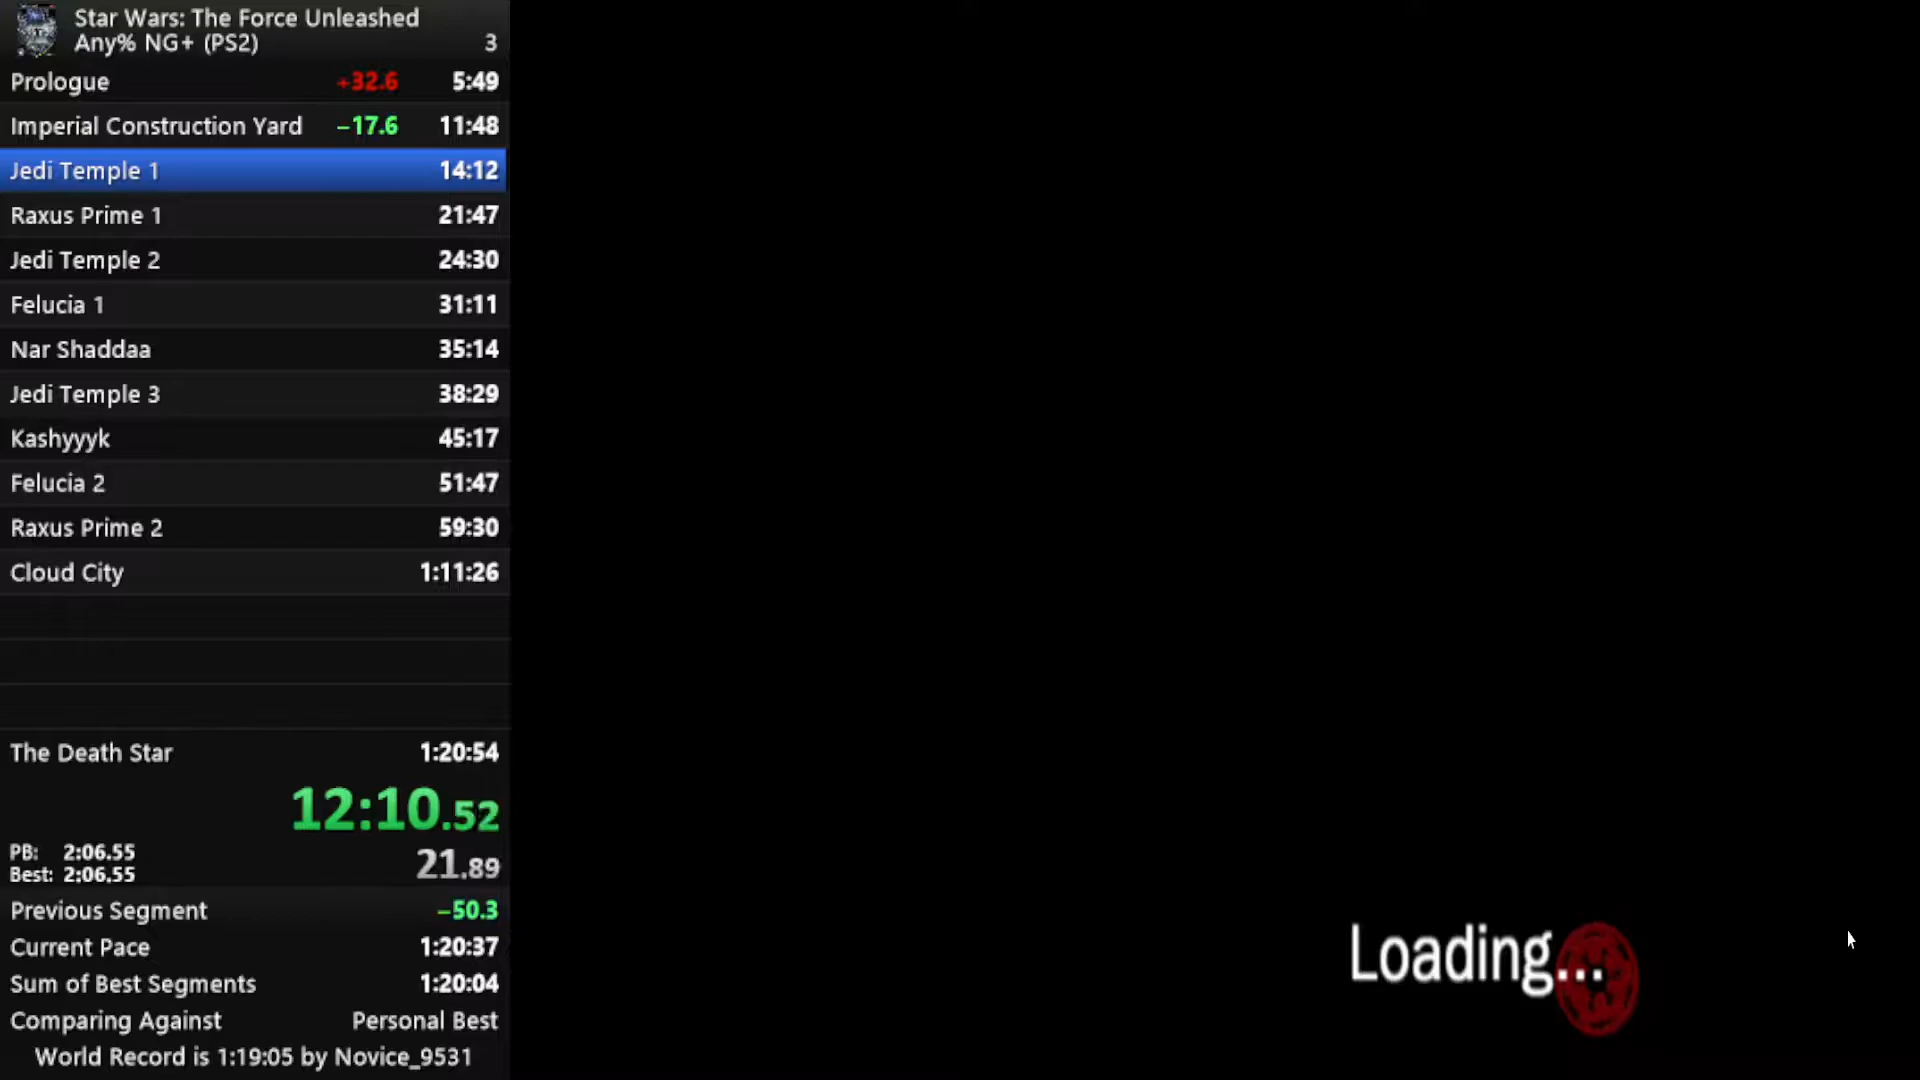 Star Wars: The Force Unleashed
Any% NG+ (PS2) 3
Prologue +32.6 5:49
Imperial Construction Yard −17.6 11:48
Jedi Temple 1 14:12
Raxus Prime 1 21:47
Jedi Temple 2 24:30
Felucia 1 31:11
Nar Shaddaa 35:14
Jedi Temple 3 38:29
Kashyyyk 45:17
Felucia 2 51:47
Raxus Prime 2 59:30
Cloud City 1:11:26
The Death Star 1:20:54
12:10.52
PB: 2:06.55
Best: 2:06.55
21.89
Previous Segment −50.3
Current Pace 1:20:37
Sum of Best Segments 1:20:04
Comparing Against Personal Best
World Record is 1:19:05 by Novice_9531
Loading...